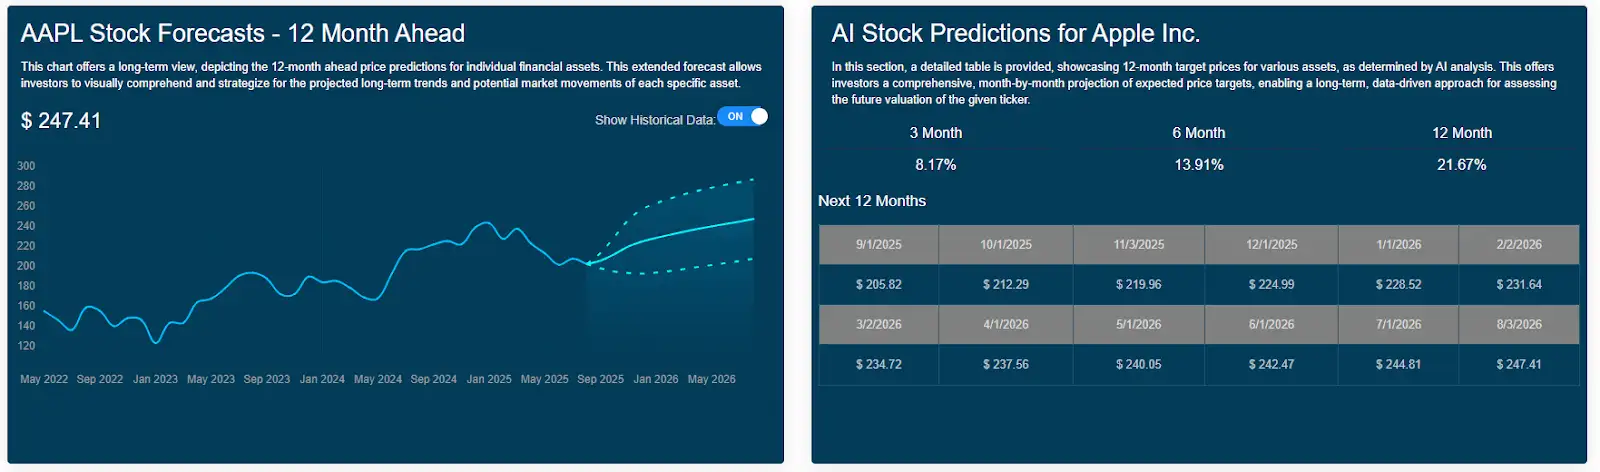 AAPL Stock Forecasts - 12 Month Ahead
This chart offers a long-term view, depicting the 12-month ahead price predictions for individual financial assets. This extended forecast allows
investors to visually comprehend and strategize for the projected long-term trends and potential market movements of each specific asset.
$ 247.41
Show Historical Data: ON
300
280
260
240
220
200
180
160
140
120
May 2022 Sep 2022 Jan 2023 May 2023 Sep 2023 Jan 2024 May 2024 Sep 2024 Jan 2025 May 2025 Sep 2025 Jan 2026 May 2026
AI Stock Predictions for Apple Inc.
In this section, a detailed table is provided, showcasing 12-month target prices for various assets, as determined by AI analysis. This offers
investors a comprehensive, month-by-month projection of expected price targets, enabling a long-term, data-driven approach for assessing
the future valuation of the given ticker.
3 Month 6 Month 12 Month
8.17% 13.91% 21.67%
Next 12 Months
9/1/2025 10/1/2025 11/3/2025 12/1/2025 1/1/2026 2/2/2026
$ 205.82 $ 212.29 $ 219.96 $ 224.99 $ 228.52 $ 231.64
3/2/2026 4/1/2026 5/1/2026 6/1/2026 7/1/2026 8/3/2026
$ 234.72 $ 237.56 $ 240.05 $ 242.47 $ 244.81 $ 247.41